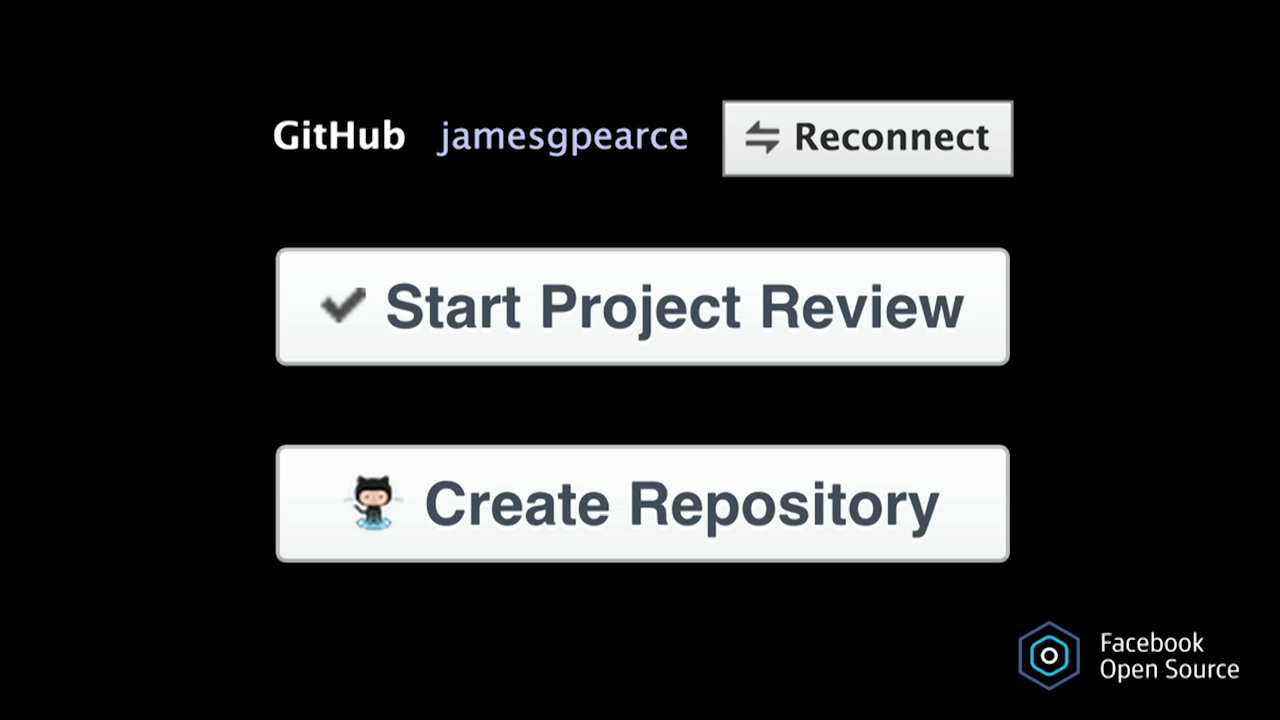 GitHub jamesgpearce Reconnect
Start Project Review
Create Repository
Facebook
Open Source